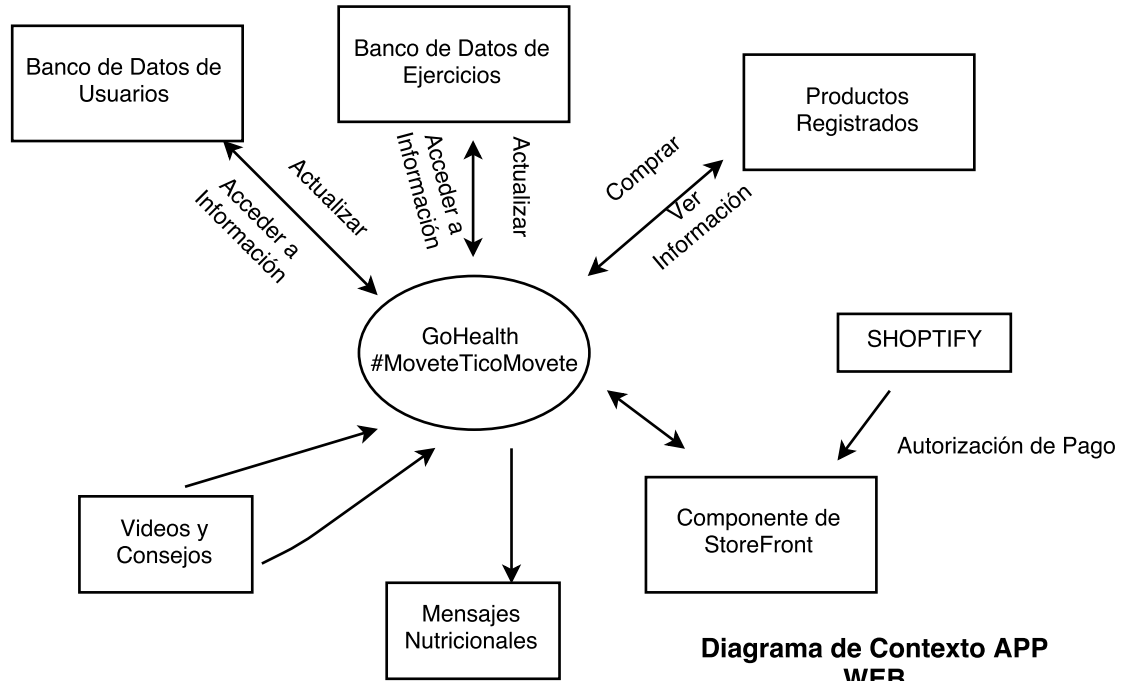 Banco de Datos de
Usuarios
Banco de Datos de
Ejercicios
Productos
Registrados
Actualizar
Acceder a
Información
Acceder a
Información
Actualizar
Comprar
Ver
Información
GoHealth
#MoveteTicoMovete
SHOPTIFY
Autorización de Pago
Videos y
Consejos
Componente de
StoreFront
Mensajes
Nutricionales
Diagrama de Contexto APP
WEB